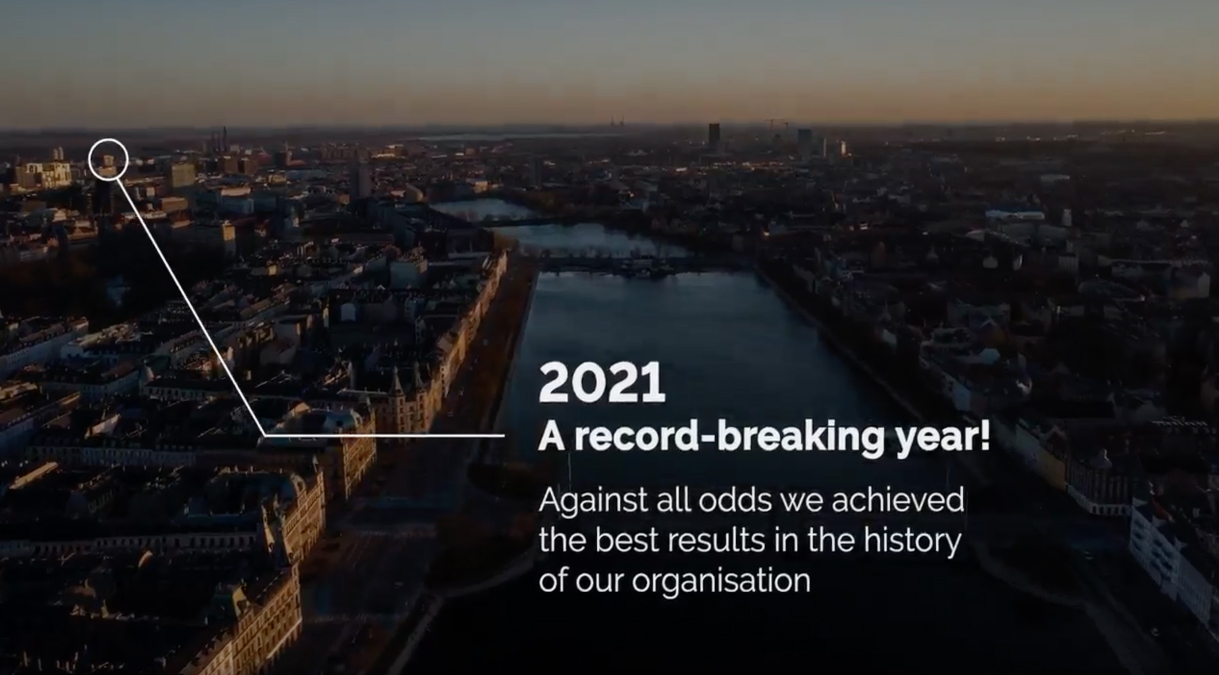 2021
A record-breaking year!
Against all odds we achieved
the best results in the history
of our organisation